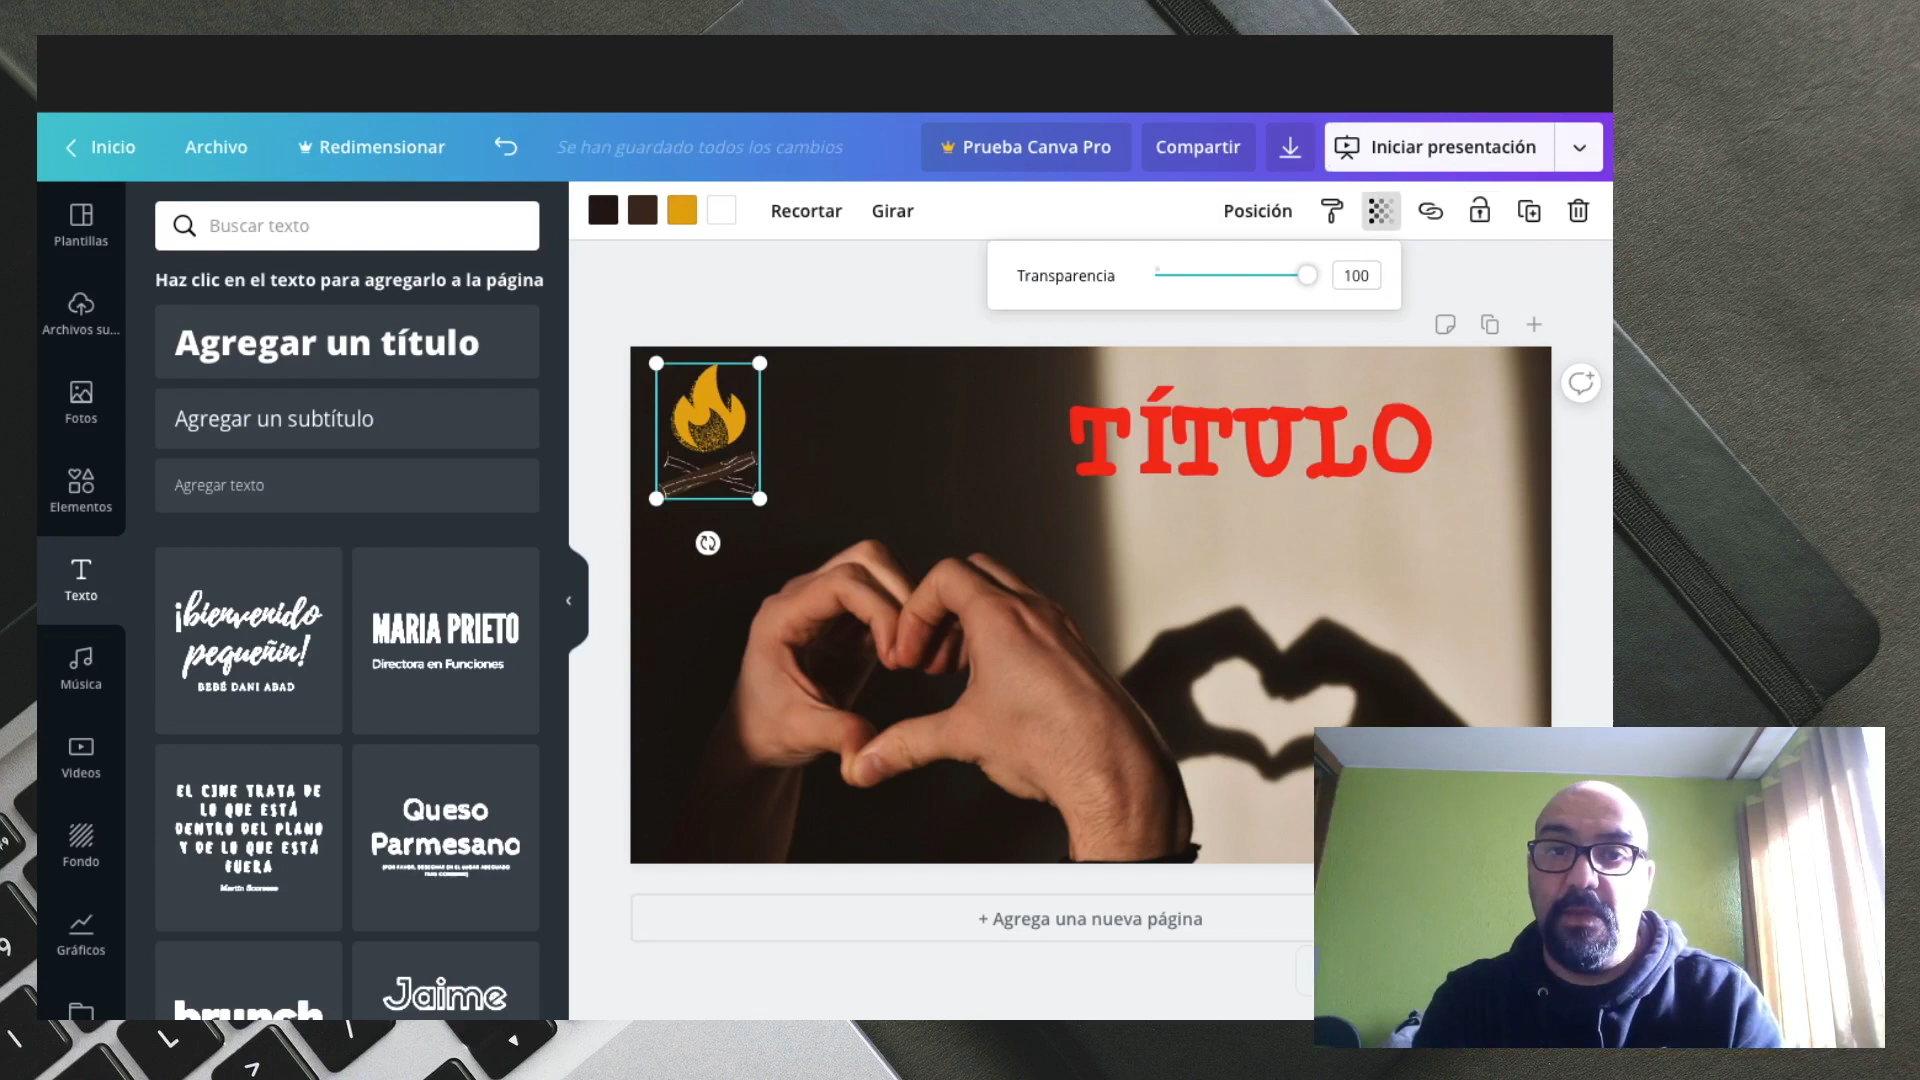 Inicio
Archivo
Redimensionar
Se han guardado todos los cambios
Prueba Canva Pro
Compartir
Iniciar presentación
Plantillas
Archivos su...
Fotos
Elementos
Texto
Música
Videos
Fondo
Gráficos
Buscar texto
Haz clic en el texto para agregarlo a la página
Agregar un título
Agregar un subtítulo
Agregar texto
¡bienvenido
pequeñin!
BEBÉ DANI ABAD
MARIA PRIETO
Directora en Funciones
EL CINE TRATA DE
LO QUE ESTÁ
DENTRO DEL PLANO
Y DE LO QUE ESTÁ
FUERA
Martin Scorsese
Queso
Parmesano
brunch
Jaime
Recortar
Girar
Posición
Transparencia
100
TÍTULO
+ Agrega una nueva página